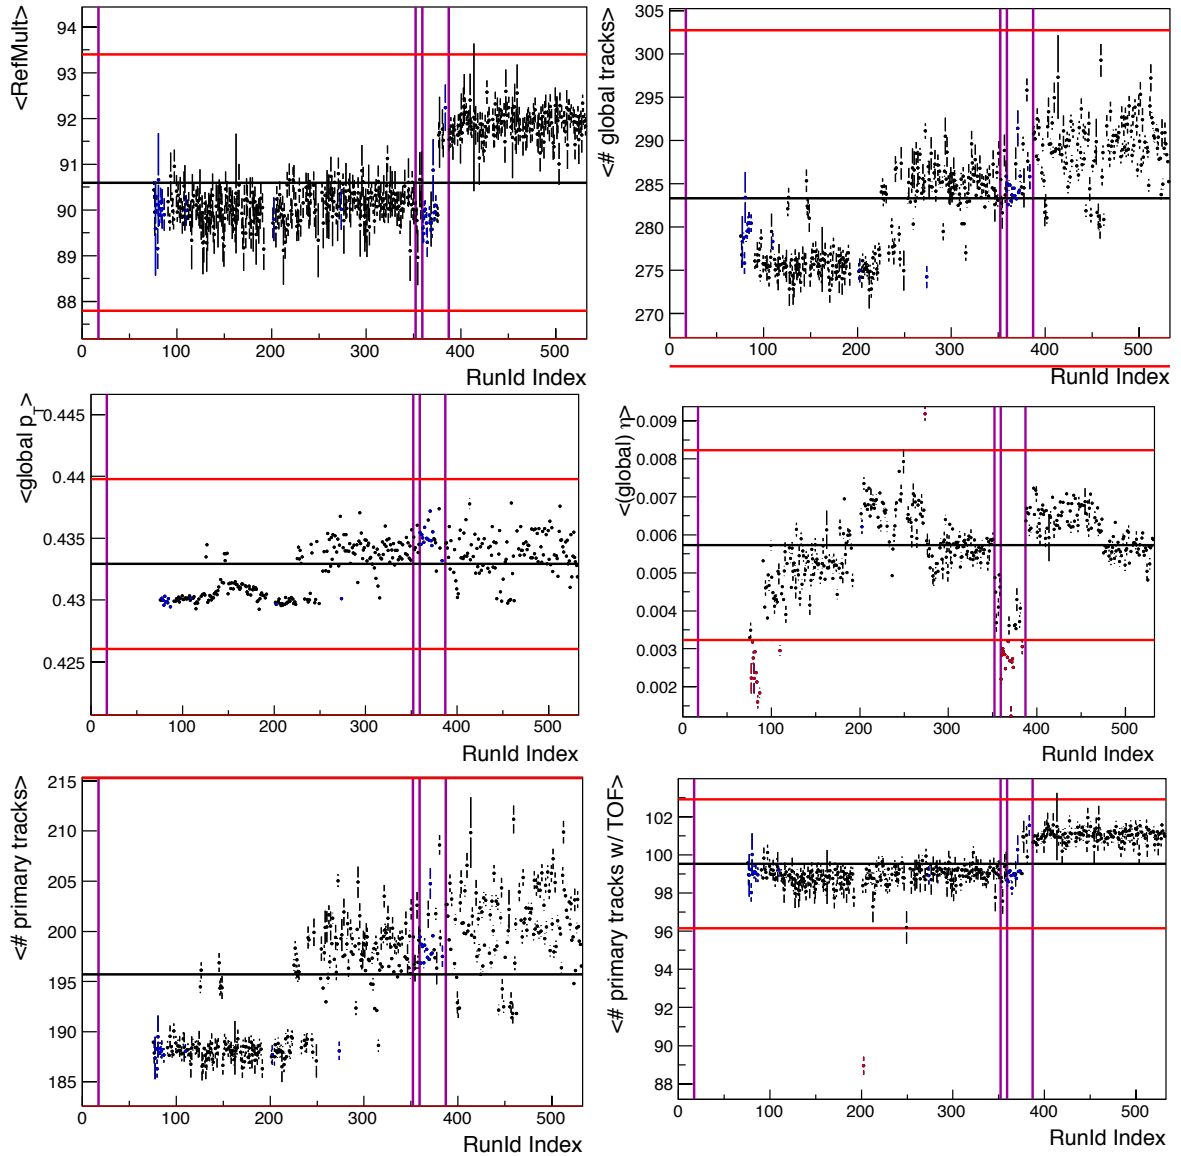 <RefMult>
94
93
92
91
90
89
88
0 100 200 300 400 500
RunId Index
<# global tracks>
305
300
295
290
285
280
275
270
0 100 200 300 400 500
RunId Index
<global p_T>
0.445
0.44
0.435
0.43
0.425
0 100 200 300 400 500
RunId Index
<(global) η>
0.009
0.008
0.007
0.006
0.005
0.004
0.003
0.002
0 100 200 300 400 500
RunId Index
<# primary tracks>
215
210
205
200
195
190
185
0 100 200 300 400 500
RunId Index
<# primary tracks w/ TOF>
102
100
98
96
94
92
90
88
0 100 200 300 400 500
RunId Index